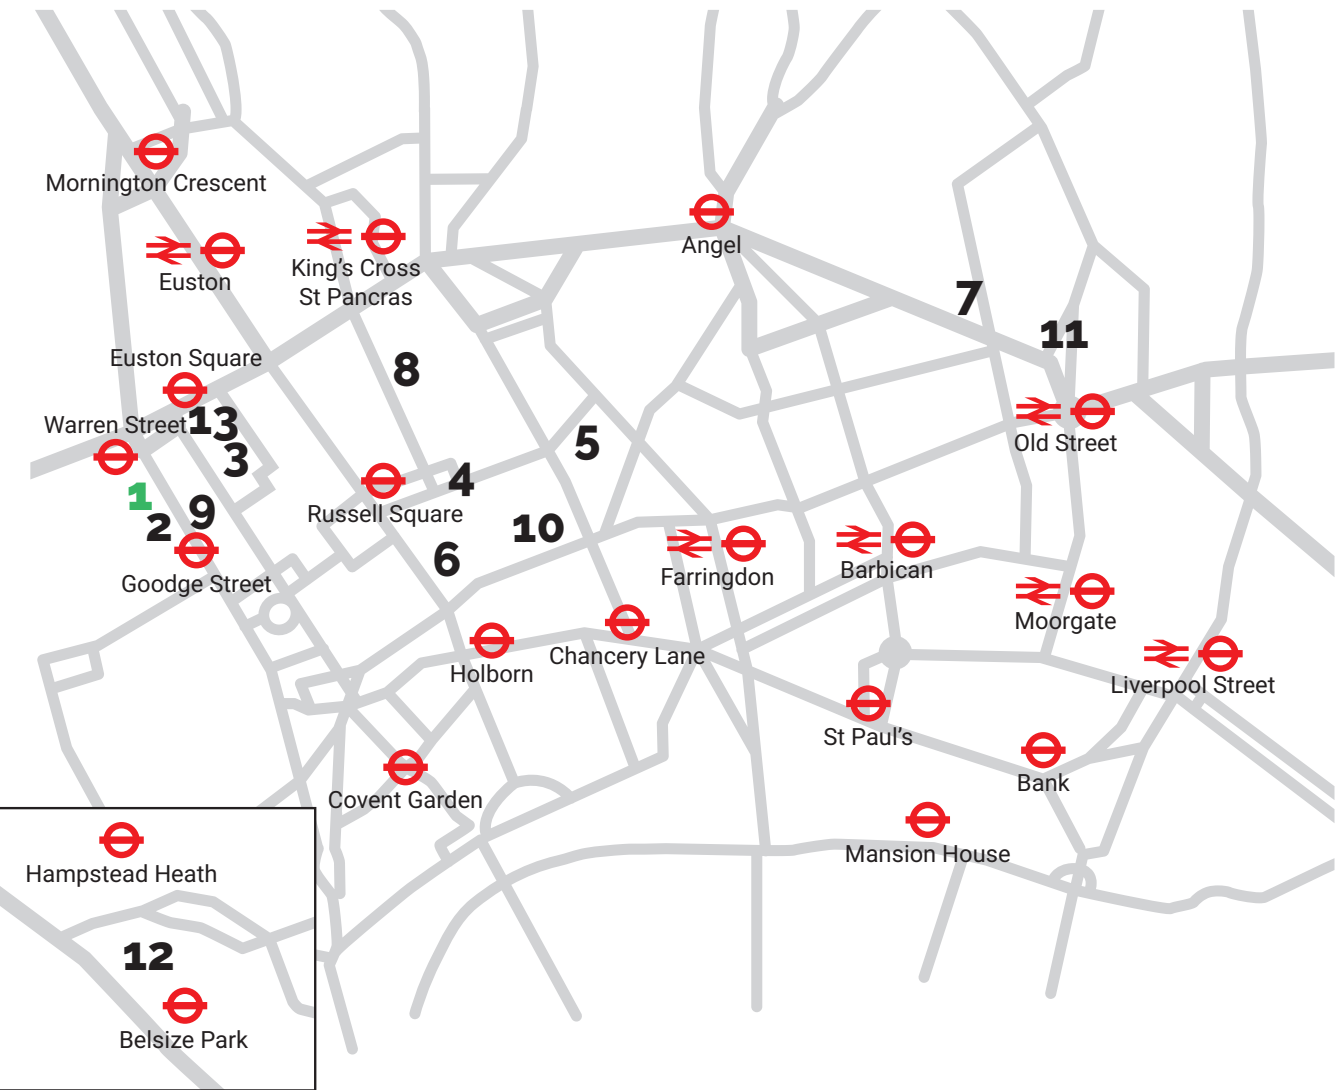 Mornington Crescent
Angel
Euston
King's Cross
St Pancras
7
11
Euston Square
8
Warren Street
13
3
5
Old Street
1
2
9
Russell Square
4
10
6
Goodge Street
Farringdon
Barbican
Moorgate
Holborn
Chancery Lane
Liverpool Street
St Paul's
Bank
Covent Garden
Mansion House
Hampstead Heath
12
Belsize Park